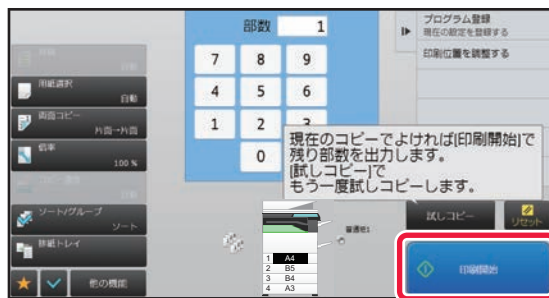 部数 1
プログラム登録
現在の設定を登録する
印刷位置を調整する
用紙選択
自動
両面コピー
片面→片面
倍率
100 %
ソート/グループ
ソート
排紙トレイ
他の機能
7 8 9
4 5 6
1 2 3
0
現在のコピーでよければ[印刷開始]で
残り部数を出力します。
[試しコピー]で
もう一度試しコピーします。
普通紙1
1 A4
2 B5
3 B4
4 A3
試しコピー
リセット
印刷開始